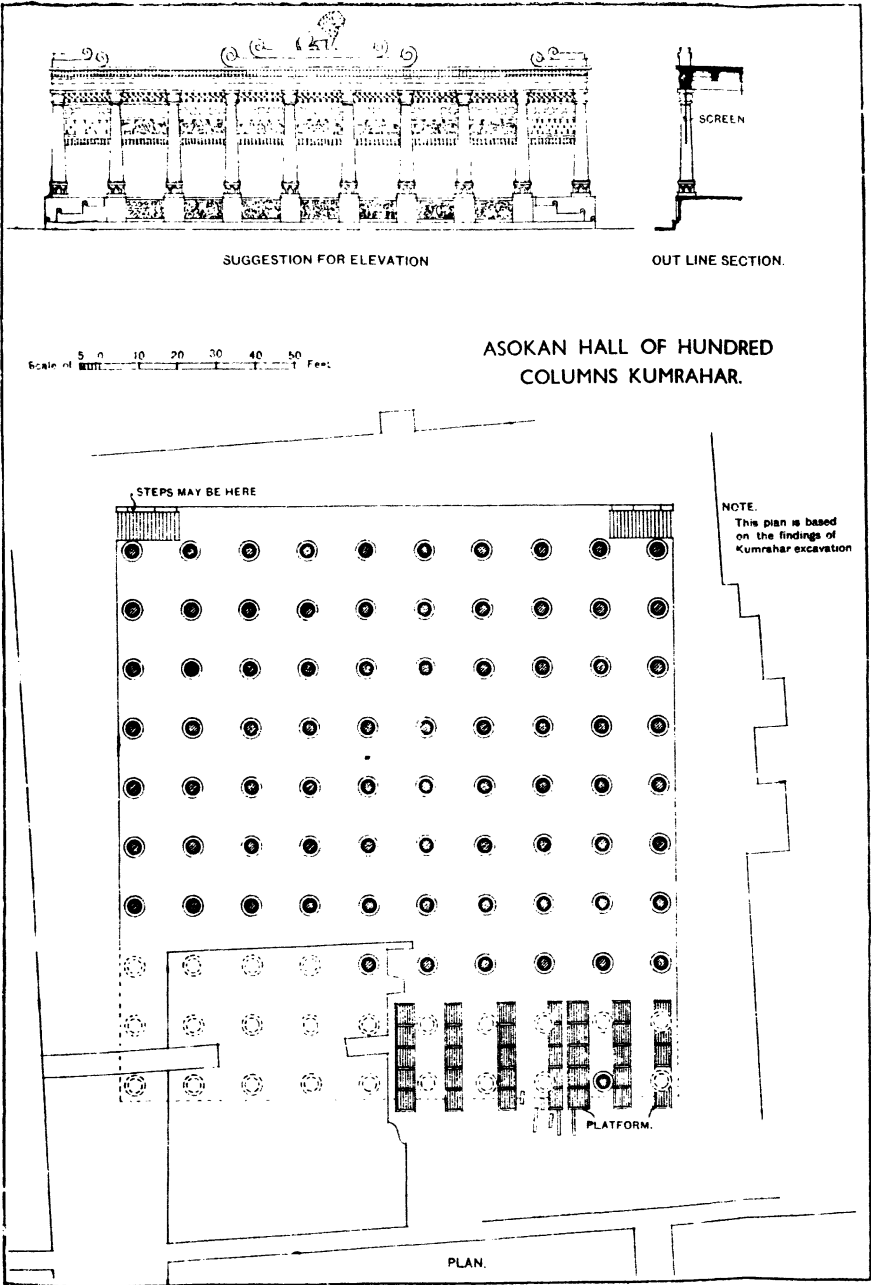 SCREEN
SUGGESTION FOR ELEVATION
OUT LINE SECTION.
Scale of
5 0 10 20 30 40 50 Feet
ASOKAN HALL OF HUNDRED
COLUMNS KUMRAHAR.
STEPS MAY BE HERE
NOTE.
This plan is based
on the findings of
Kumrahar excavation
PLATFORM.
PLAN.